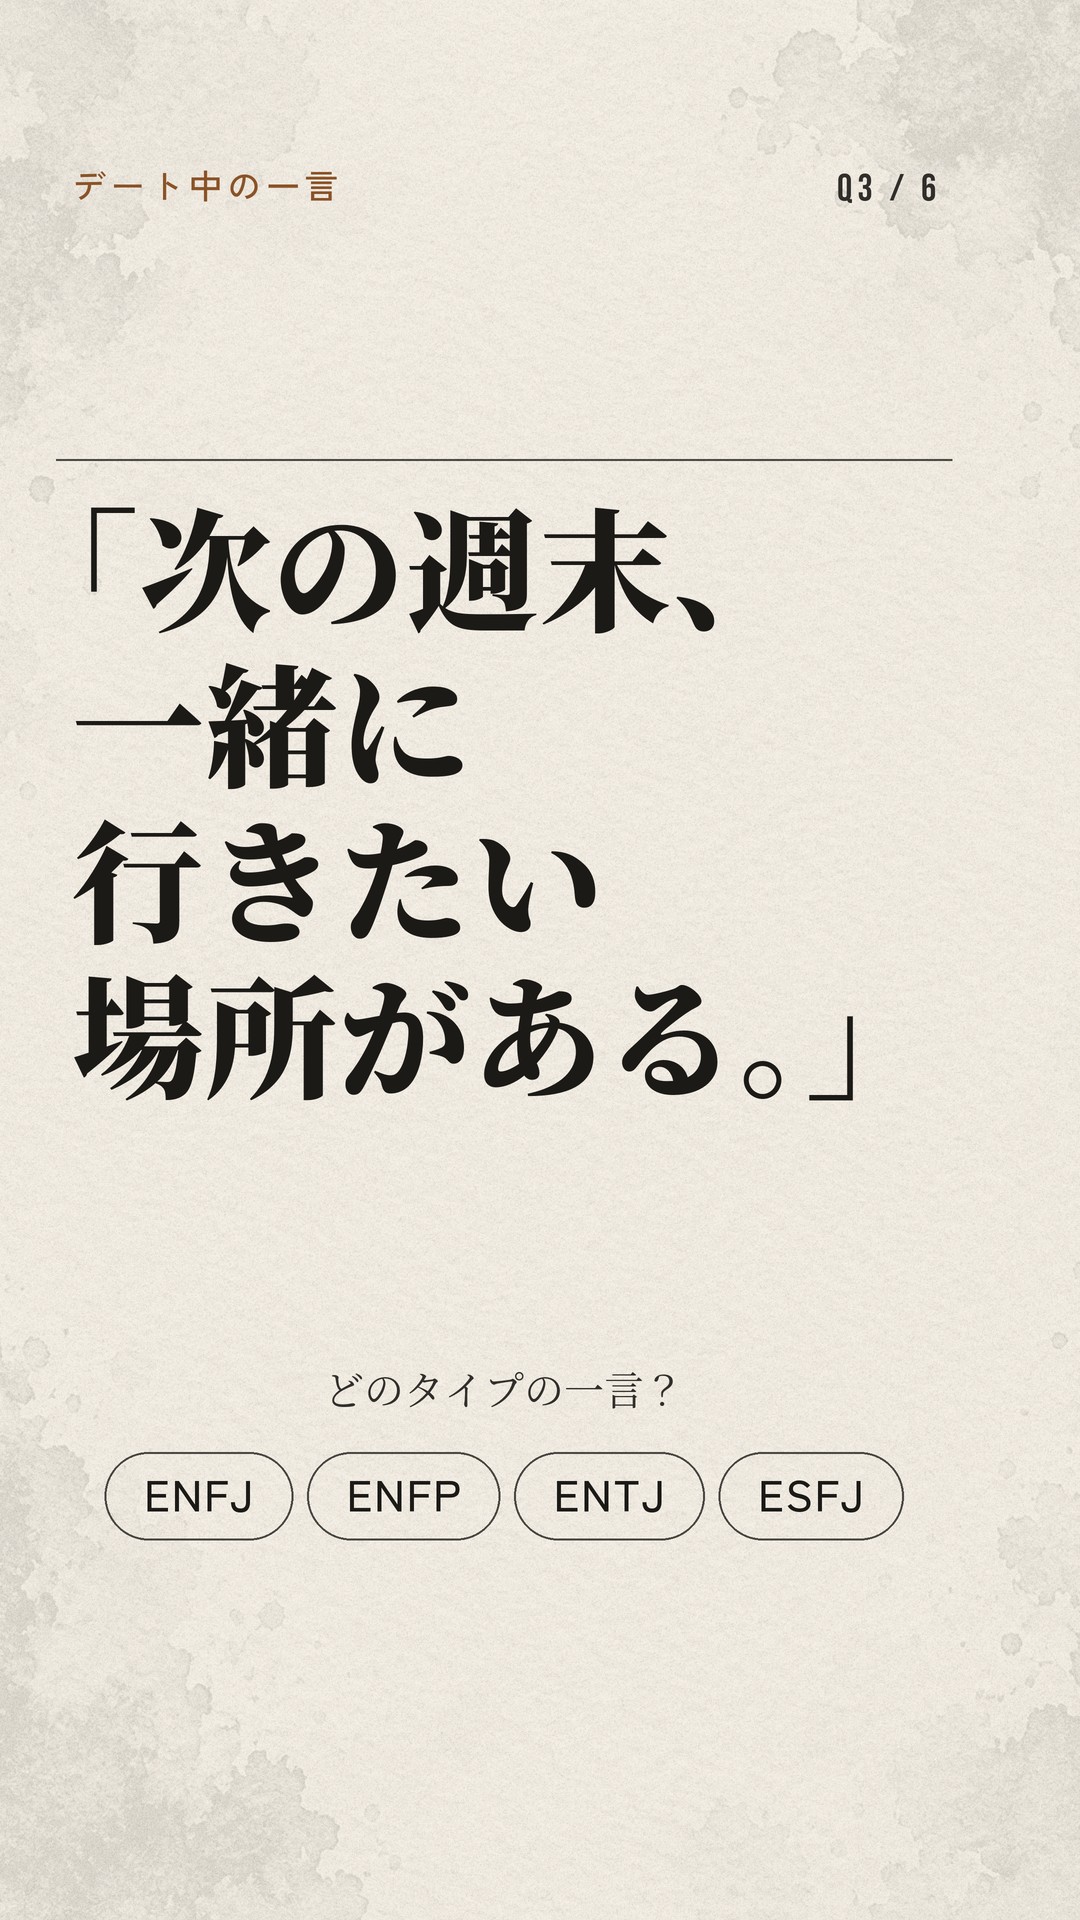 デート中の一言
Q3 / 6
「次の週末、
一緒に
行きたい
場所がある。」
どのタイプの一言？
ENFJ ENFP ENTJ ESFJ